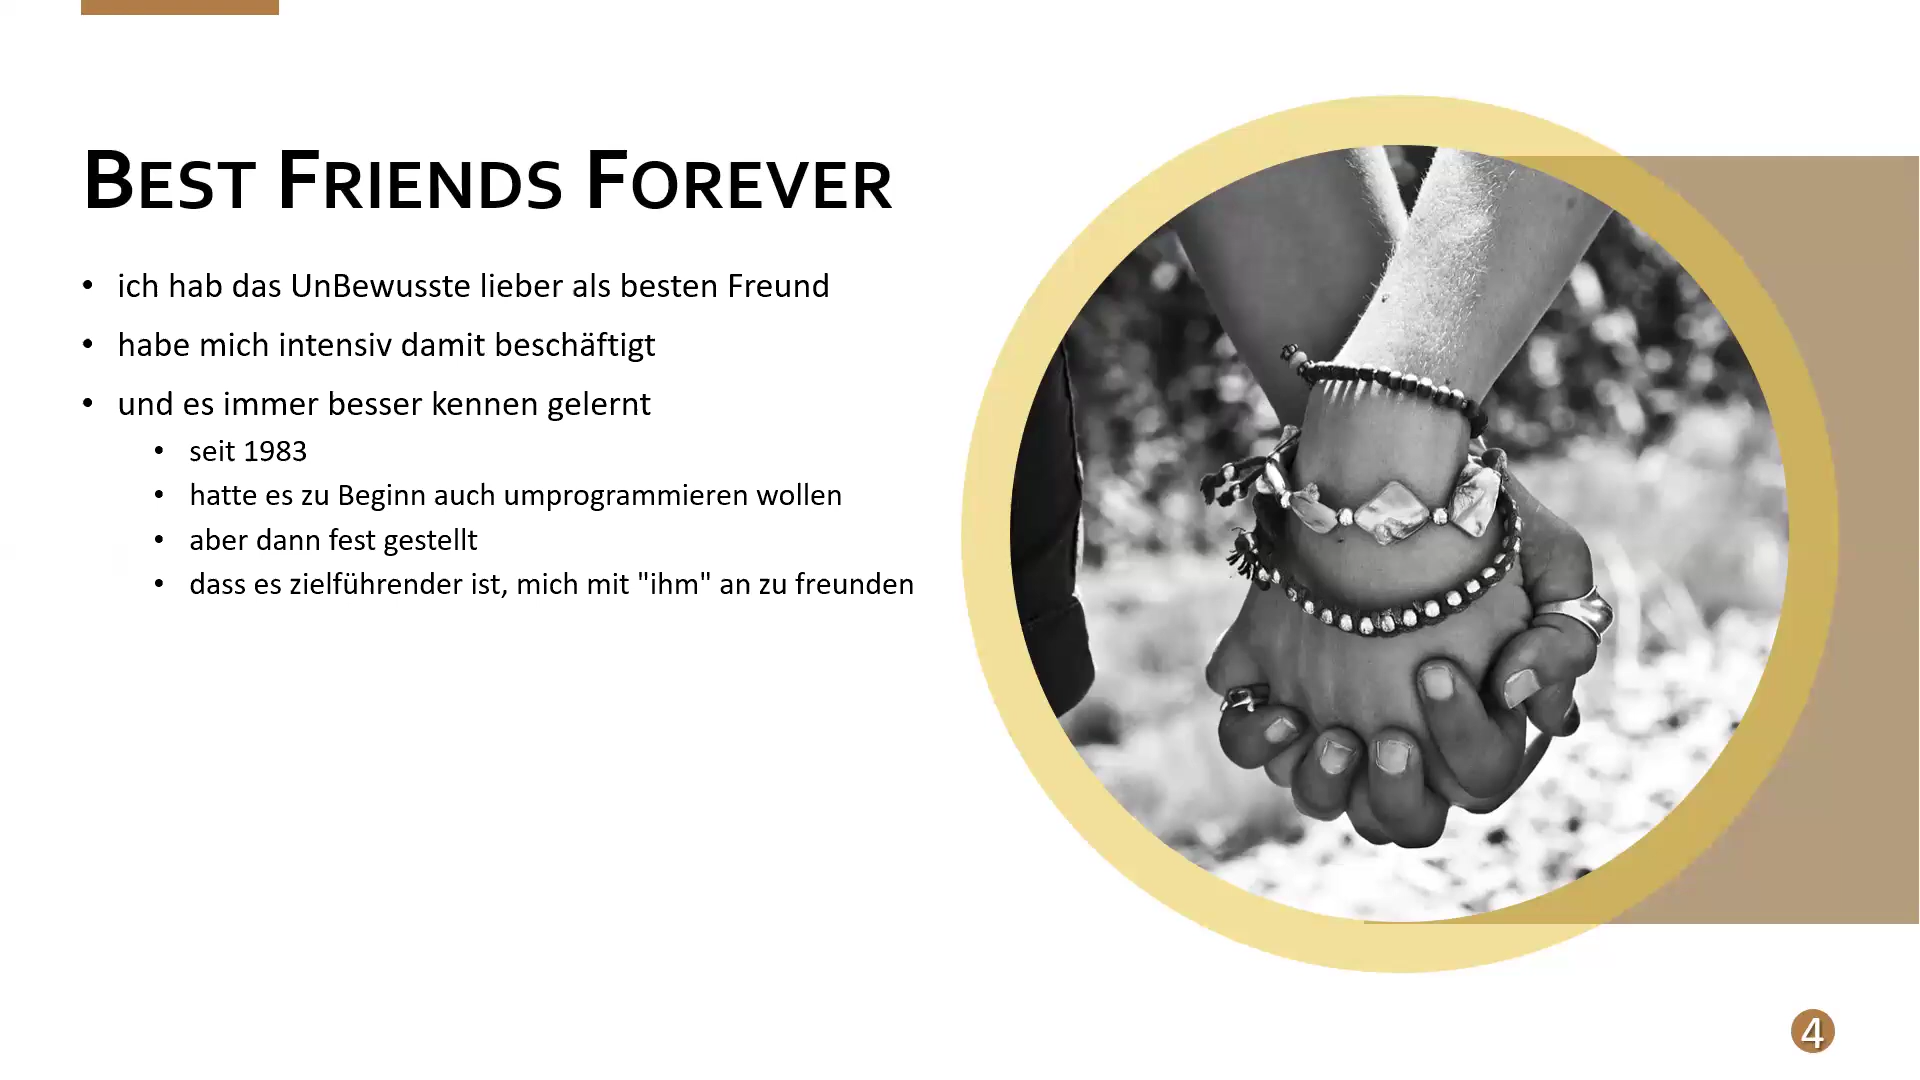 Best Friends Forever
• ich hab das UnBewusste lieber als besten Freund
• habe mich intensiv damit beschäftigt
• und es immer besser kennen gelernt
• seit 1983
• hatte es zu Beginn auch umprogrammieren wollen
• aber dann fest gestellt
• dass es zielführender ist, mich mit "ihm" an zu freunden
4